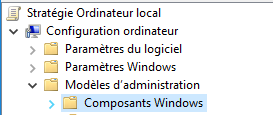 Stratégie Ordinateur local
Configuration ordinateur
Paramètres du logiciel
Paramètres Windows
Modèles d'administration
Composants Windows